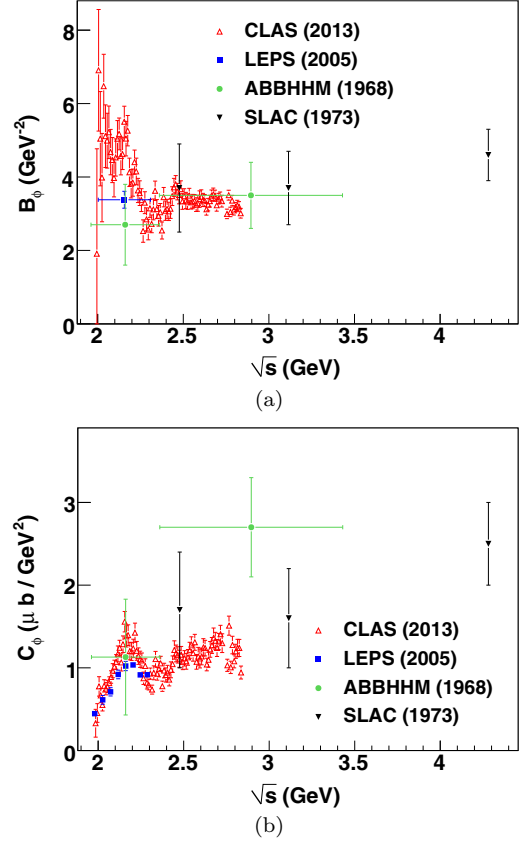 8
CLAS (2013)
LEPS (2005)
ABBHHM (1968)
SLAC (1973)
6
B_ϕ (GeV⁻²)
4
2
0
2 2.5 3 3.5 4
√s (GeV)
(a)
3
C_ϕ (μ b / GeV²)
2
CLAS (2013)
LEPS (2005)
1
ABBHHM (1968)
SLAC (1973)
0
2 2.5 3 3.5 4
√s (GeV)
(b)